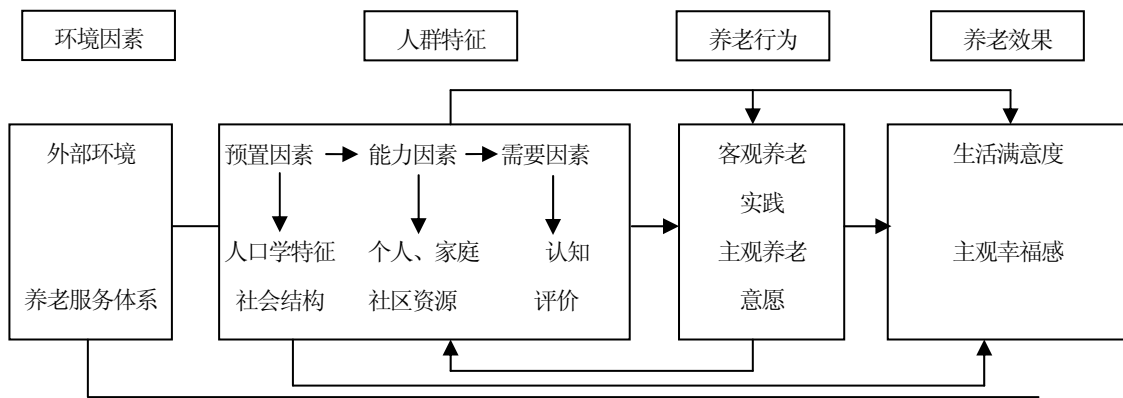 环境因素
人群特征
养老行为
养老效果
外部环境
养老服务体系
预置因素
能力因素
需要因素
人口学特征
社会结构
个人、家庭
社区资源
认知
评价
客观养老
实践
主观养老
意愿
生活满意度
主观幸福感